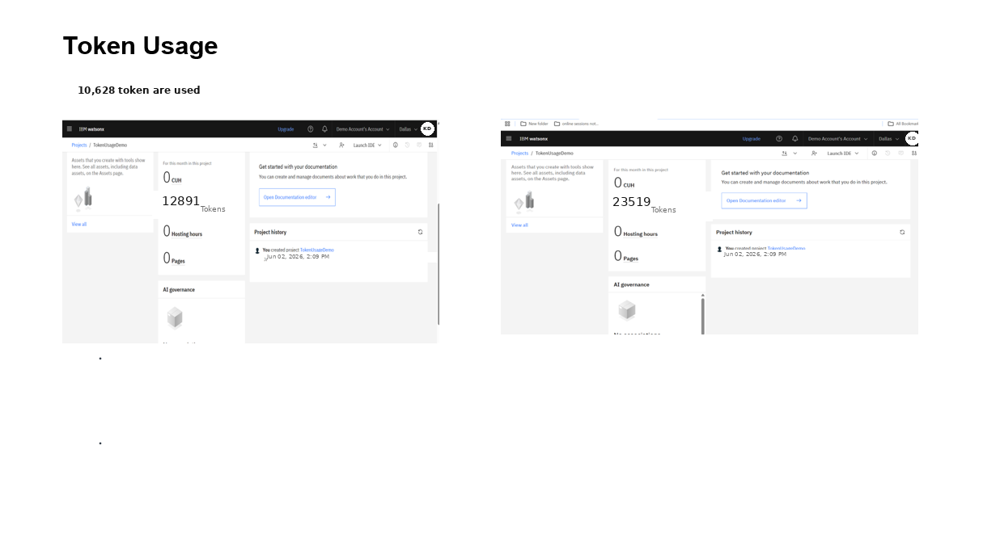 Token Usage
10,628 token are used
IBM watsonx
Upgrade
Demo Account's Account
Dallas
KD
Projects / TokenUsageDemo
Launch IDE
Assets that you create with tools show
here. See all assets, including data
assets, on the Assets page.
View all
For this month in this project
0 CUH
12891 Tokens
0 Hosting hours
0 Pages
AI governance
Get started with your documentation
You can create and manage documents about work that you do in this project.
Open Documentation editor
Project history
You created project TokenUsageDemo
Jun 02, 2026, 2:09 PM
New folder
online sessions not...
All Bookmar
IBM watsonx
Upgrade
Demo Account's Account
Dallas
KD
Projects / TokenUsageDemo
Launch IDE
Assets that you create with tools show
here. See all assets, including data
assets, on the Assets page.
View all
For this month in this project
0 CUH
23519 Tokens
0 Hosting hours
0 Pages
AI governance
Get started with your documentation
You can create and manage documents about work that you do in this project.
Open Documentation editor
Project history
You created project TokenUsageDemo
Jun 02, 2026, 2:09 PM